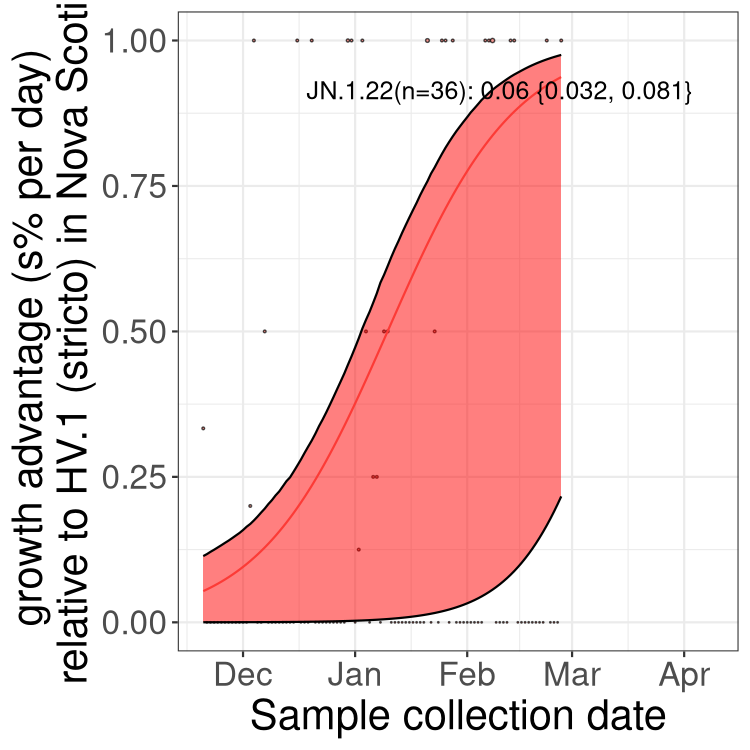 growth advantage (s% per day)
relative to HV.1 (stricto) in Nova Scoti
1.00
0.75
0.50
0.25
0.00
JN.1.22(n=36): 0.06 {0.032, 0.081}
Dec Jan Feb Mar Apr
Sample collection date